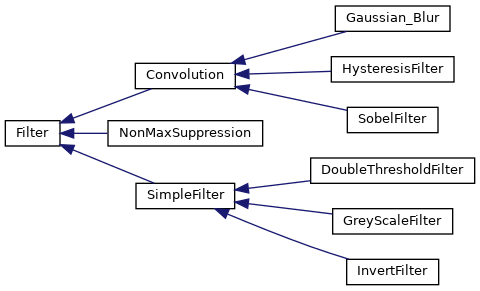 Gaussian_Blur
Convolution
HysteresisFilter
SobelFilter
Filter
NonMaxSuppression
DoubleThresholdFilter
SimpleFilter
GreyScaleFilter
InvertFilter